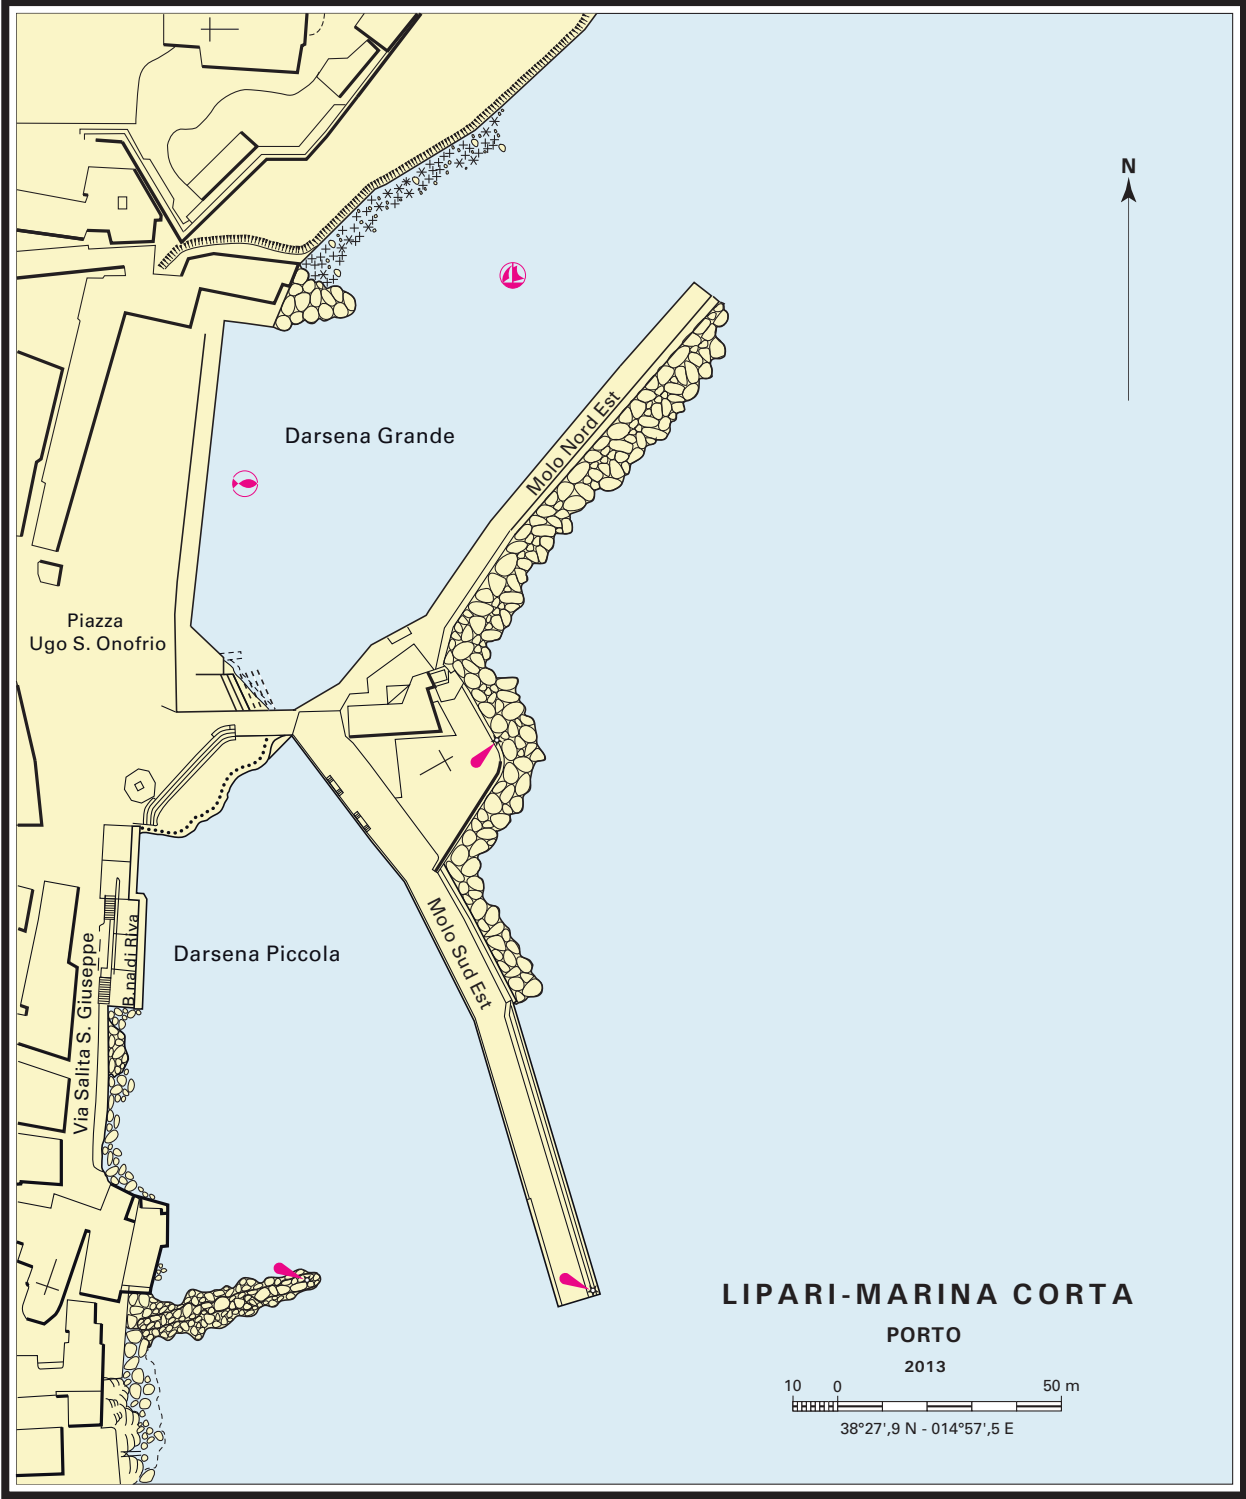 N
Molo Nord Est
Darsena Grande
Piazza
Ugo S. Onofrio
Molo Sud Est
B.na di Riva
Via Salita S. Giuseppe
Darsena Piccola
LIPARI-MARINA CORTA
PORTO
2013
10 0 50 m
38°27',9 N - 014°57',5 E